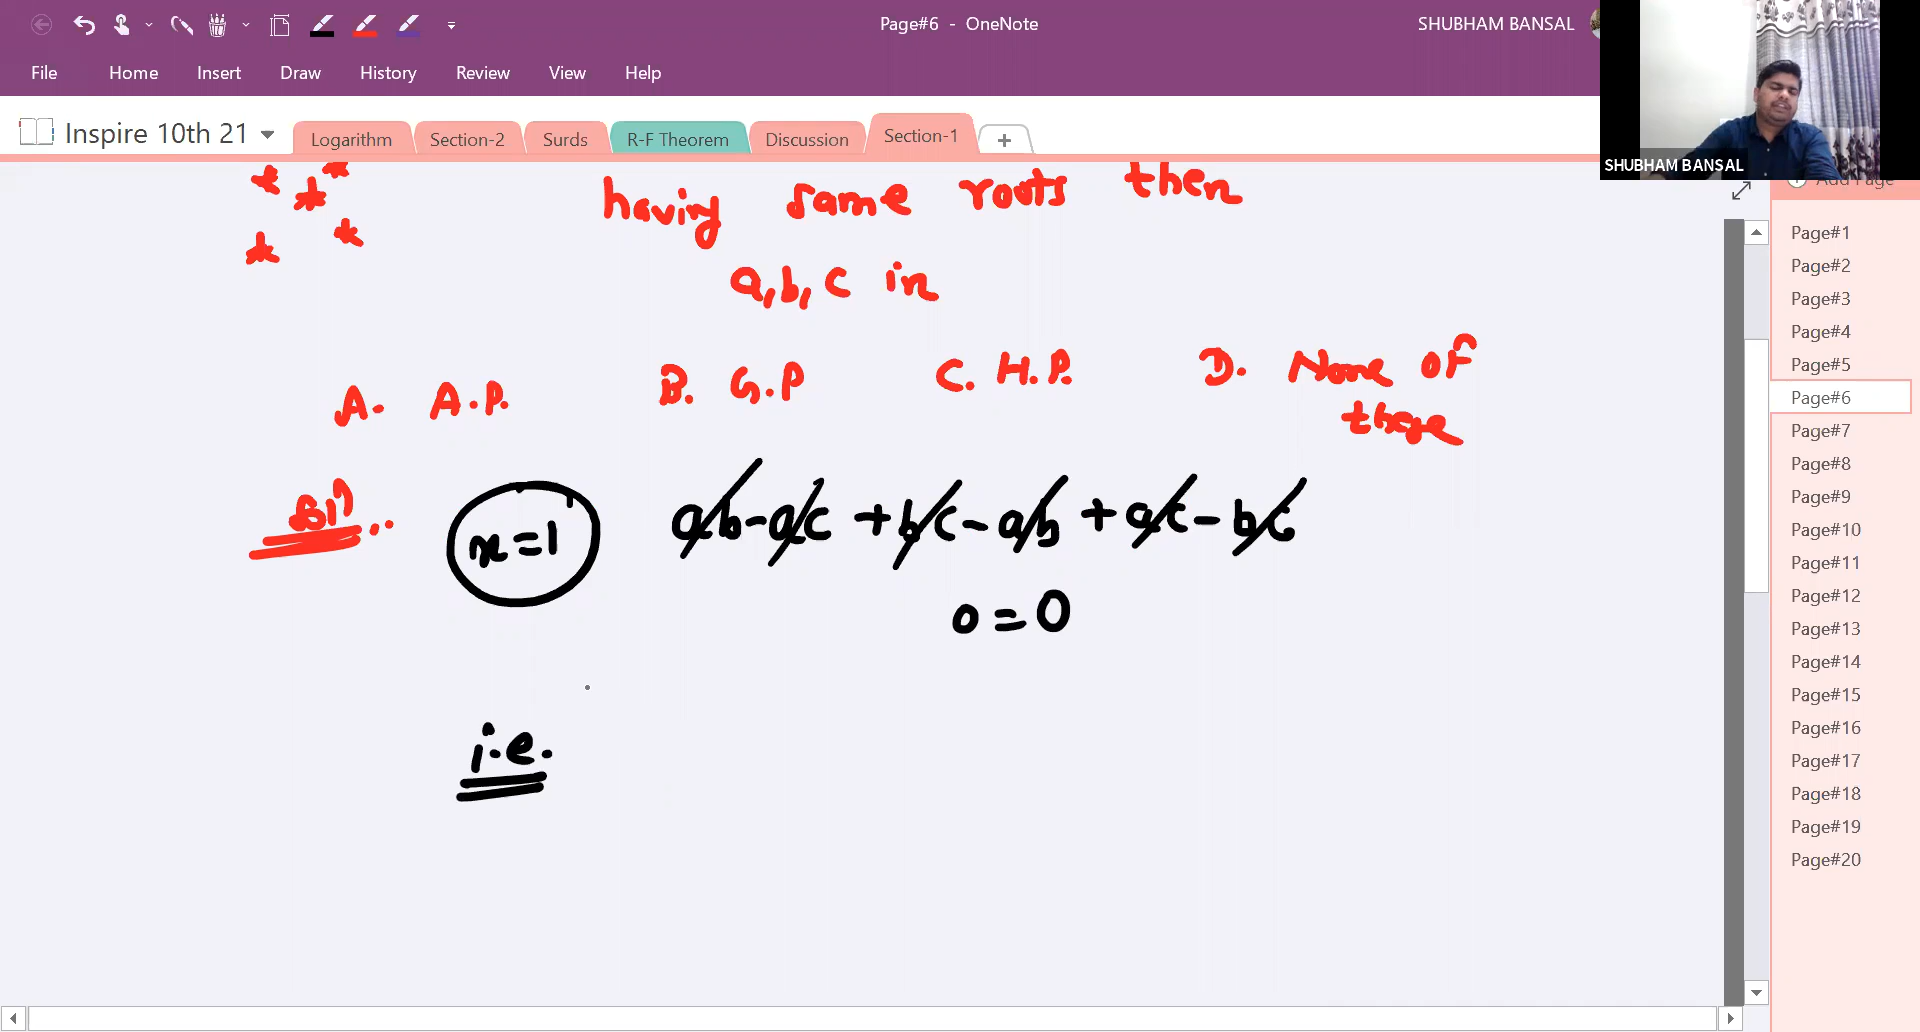 Page#6 - OneNote
SHUBHAM BANSAL
File Home Insert Draw History Review View Help
SHUBHAM BANSAL
Inspire 10th 21
Logarithm Section-2 Surds R-F Theorem Discussion Section-1 +
Add Page
having same roots then
a,b, c in
A. A.P. B. G.P C. H.P. D. None of
these
Sol^n..
x=1 ab-ac+bc-ab+ac-bc
0=0
i.e.
Page#1
Page#2
Page#3
Page#4
Page#5
Page#6
Page#7
Page#8
Page#9
Page#10
Page#11
Page#12
Page#13
Page#14
Page#15
Page#16
Page#17
Page#18
Page#19
Page#20